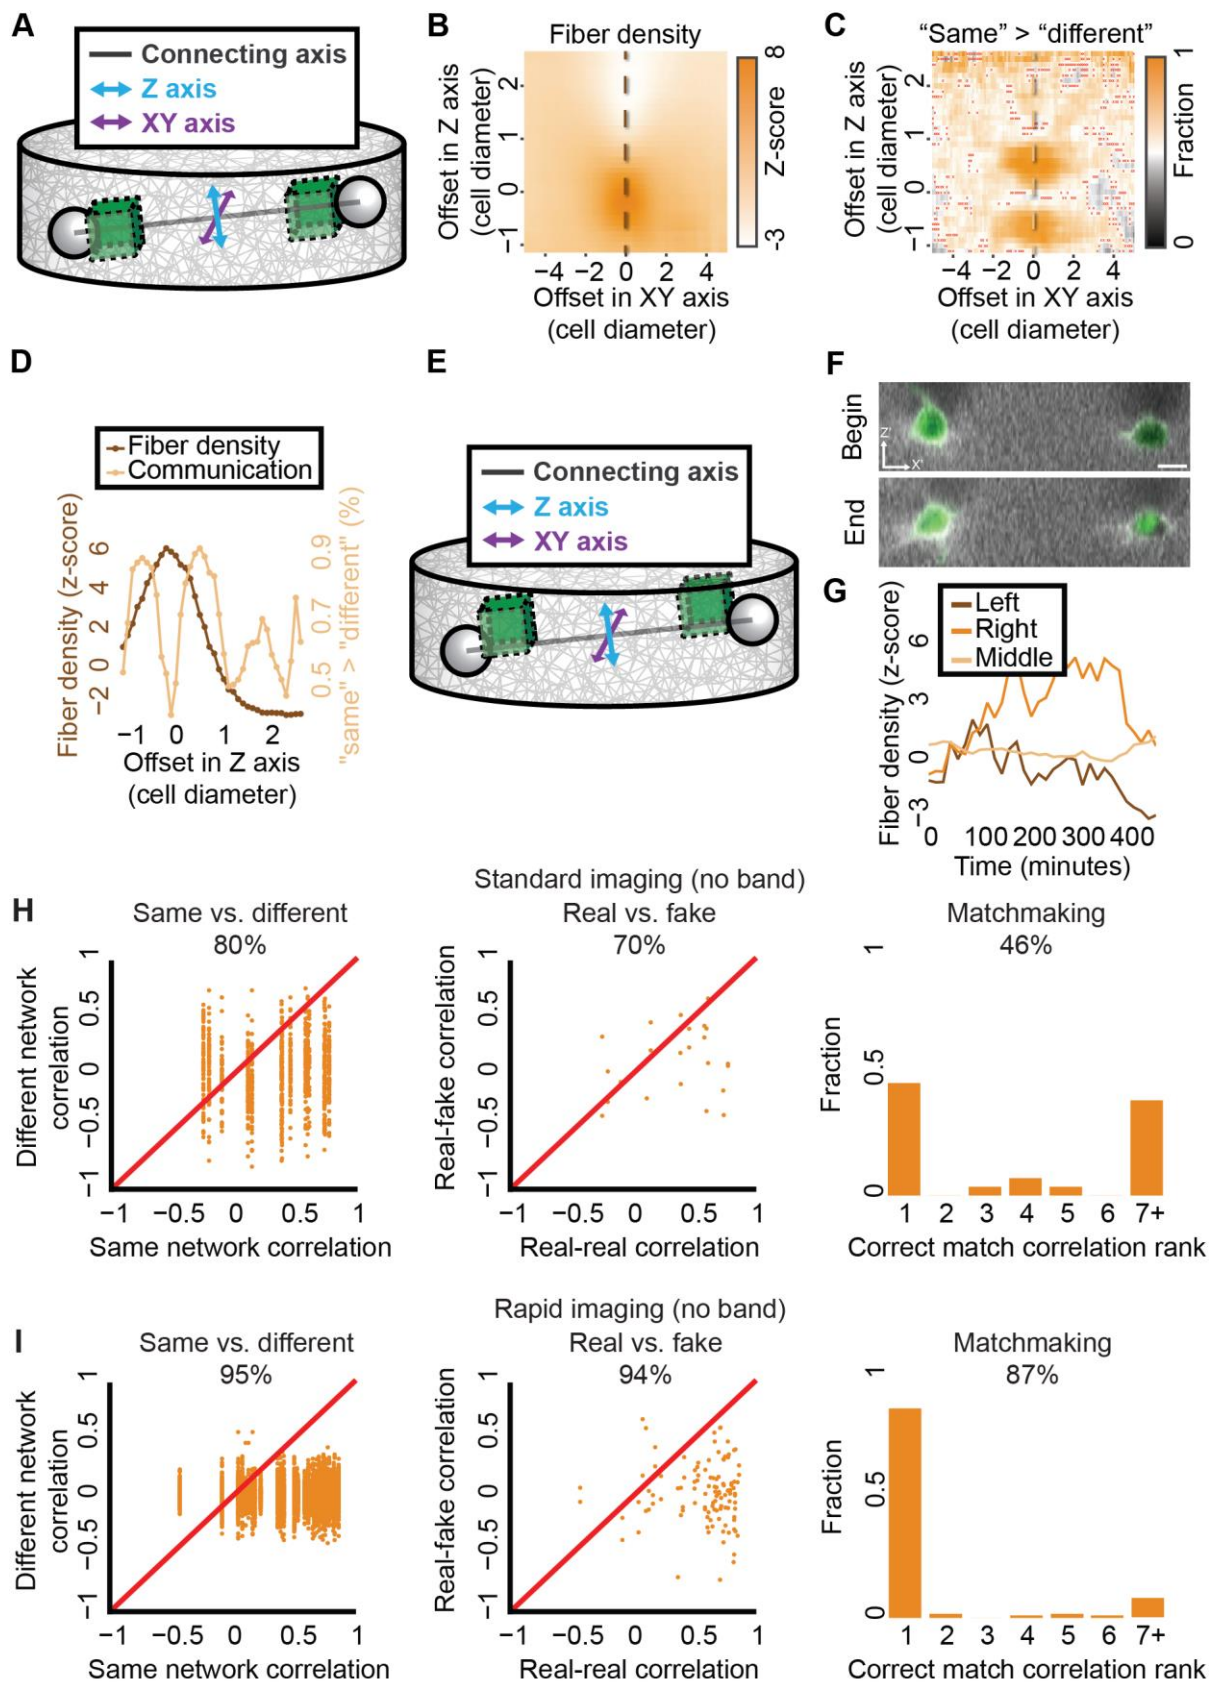 A
Connecting axis
Z axis
XY axis
B
Fiber density
Offset in Z axis
(cell diameter)
2
1
0
−1
−4 −2 0 2 4
Offset in XY axis
(cell diameter)
8
Z-score
−3
C
“Same” > “different”
Offset in Z axis
(cell diameter)
2
1
0
−1
−4 −2 0 2 4
Offset in XY axis
(cell diameter)
1
Fraction
0
D
Fiber density
Communication
Fiber density (z-score)
6
4
2
0
−2
0.9
0.7
0.5
"same" > "different" (%)
−1 0 1 2
Offset in Z axis
(cell diameter)
E
Connecting axis
Z axis
XY axis
F
Begin
Z'
X'
End
G
Left
Right
Middle
Fiber density (z-score)
6
3
0
−3
0 100 200 300 400
Time (minutes)
Standard imaging (no band)
H
Same vs. different
80%
Different network
correlation
1
0.5
0
−0.5
−1
−1 −0.5 0 0.5 1
Same network correlation
Real vs. fake
70%
Real-fake correlation
1
0.5
0
−0.5
−1
−1 −0.5 0 0.5 1
Real-real correlation
Matchmaking
46%
Fraction
1
0.5
0
1 2 3 4 5 6 7+
Correct match correlation rank
Rapid imaging (no band)
I
Same vs. different
95%
Different network
correlation
1
0.5
0
−0.5
−1
−1 −0.5 0 0.5 1
Same network correlation
Real vs. fake
94%
Real-fake correlation
1
0.5
0
−0.5
−1
−1 −0.5 0 0.5 1
Real-real correlation
Matchmaking
87%
Fraction
1
0.5
0
1 2 3 4 5 6 7+
Correct match correlation rank